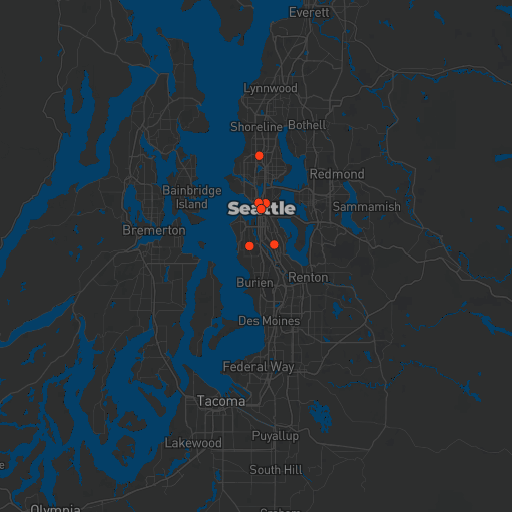 Everett
Lynnwood
Shoreline
Bothell
Redmond
Bainbridge
Island
Seattle
Sammamish
Bremerton
Renton
Burien
Des Moines
Federal Way
Tacoma
Puyallup
Lakewood
South Hill
e
Olympia
Graham